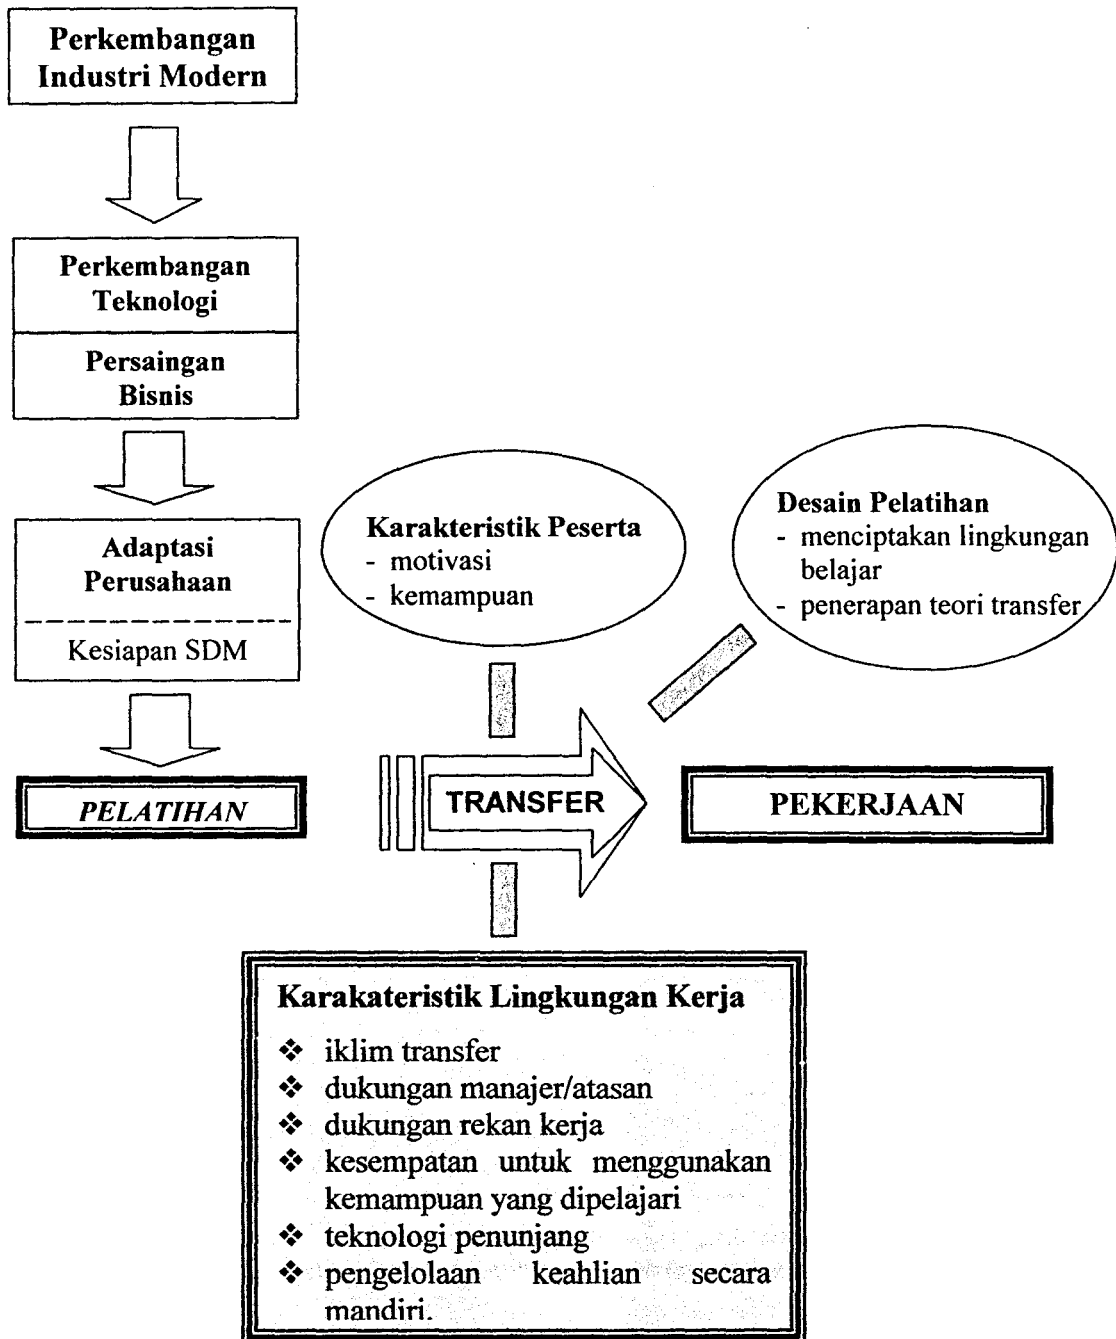 Perkembangan
Industri Modern
Perkembangan
Teknologi
Persaingan
Bisnis
Adaptasi
Perusahaan
Kesiapan SDM
PELATIHAN
Karakteristik Peserta
- motivasi
- kemampuan
Desain Pelatihan
- menciptakan lingkungan
belajar
- penerapan teori transfer
TRANSFER
PEKERJAAN
Karakateristik Lingkungan Kerja
❖ iklim transfer
❖ dukungan manajer/atasan
❖ dukungan rekan kerja
❖ kesempatan untuk menggunakan
kemampuan yang dipelajari
❖ teknologi penunjang
❖ pengelolaan keahlian secara
mandiri.